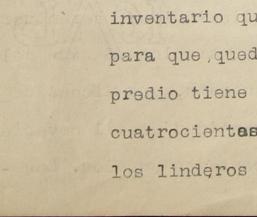 inventario qu
para que,qued
predio tiene
cuatrocientas
los linderos